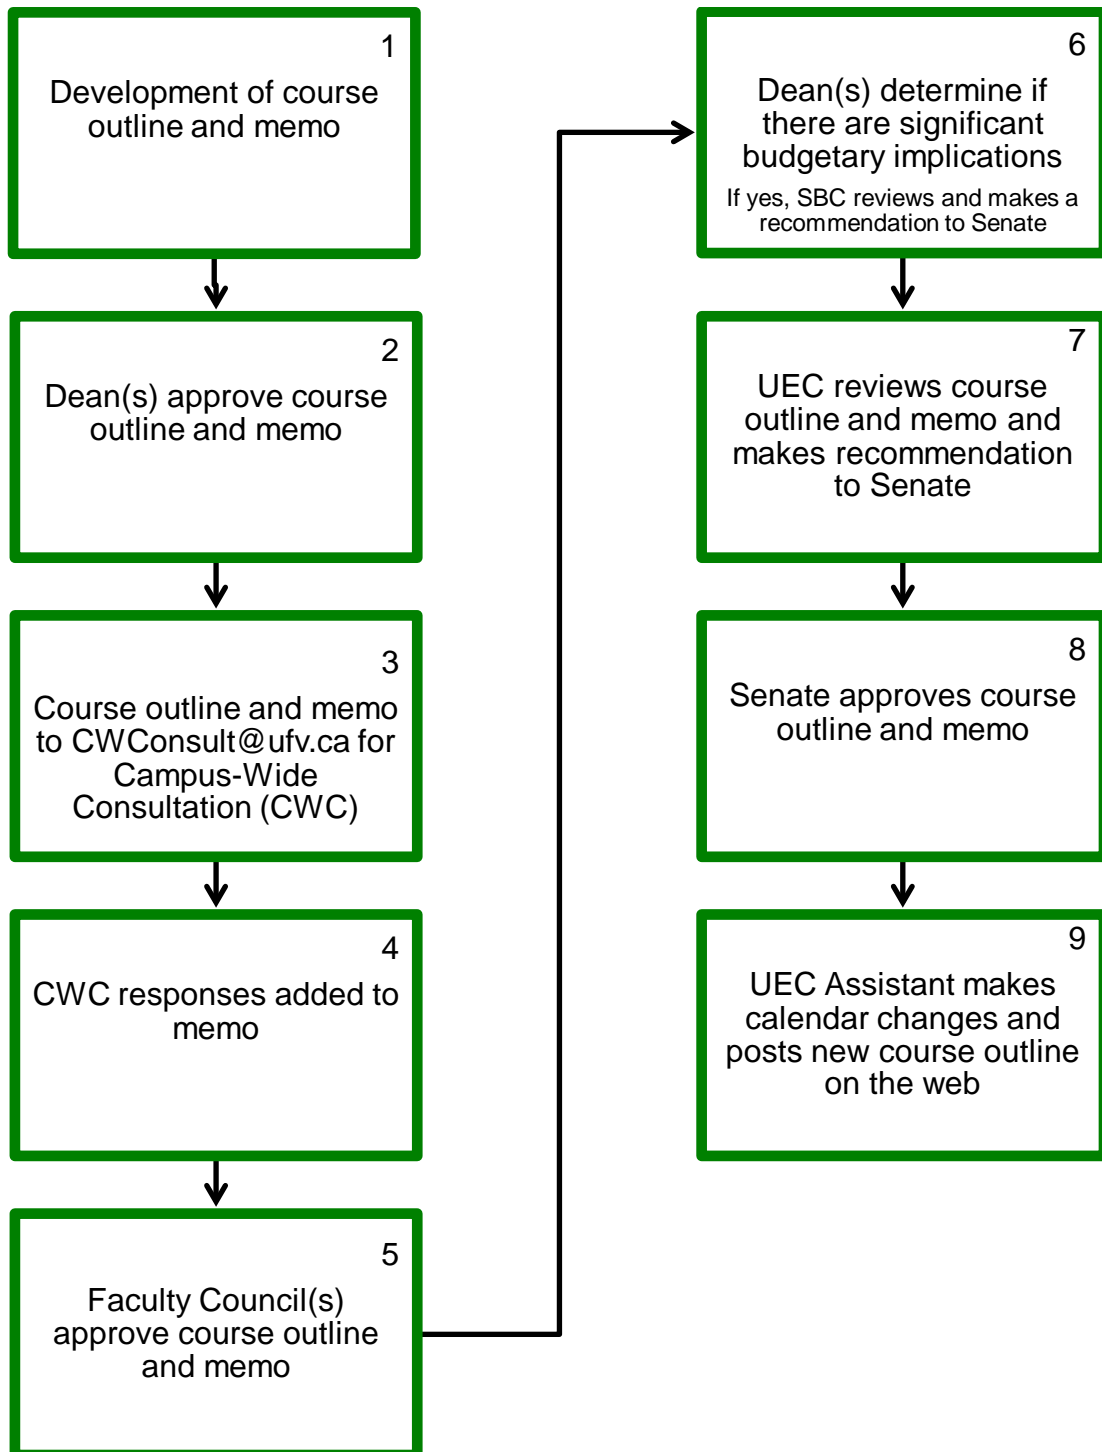 1
Development of course
outline and memo
2
Dean(s) approve course
outline and memo
3
Course outline and memo
to CWConsult@ufv.ca for
Campus-Wide
Consultation (CWC)
4
CWC responses added to
memo
5
Faculty Council(s)
approve course outline
and memo
6
Dean(s) determine if
there are significant
budgetary implications
If yes, SBC reviews and makes a
recommendation to Senate
7
UEC reviews course
outline and memo and
makes recommendation
to Senate
8
Senate approves course
outline and memo
9
UEC Assistant makes
calendar changes and
posts new course outline
on the web